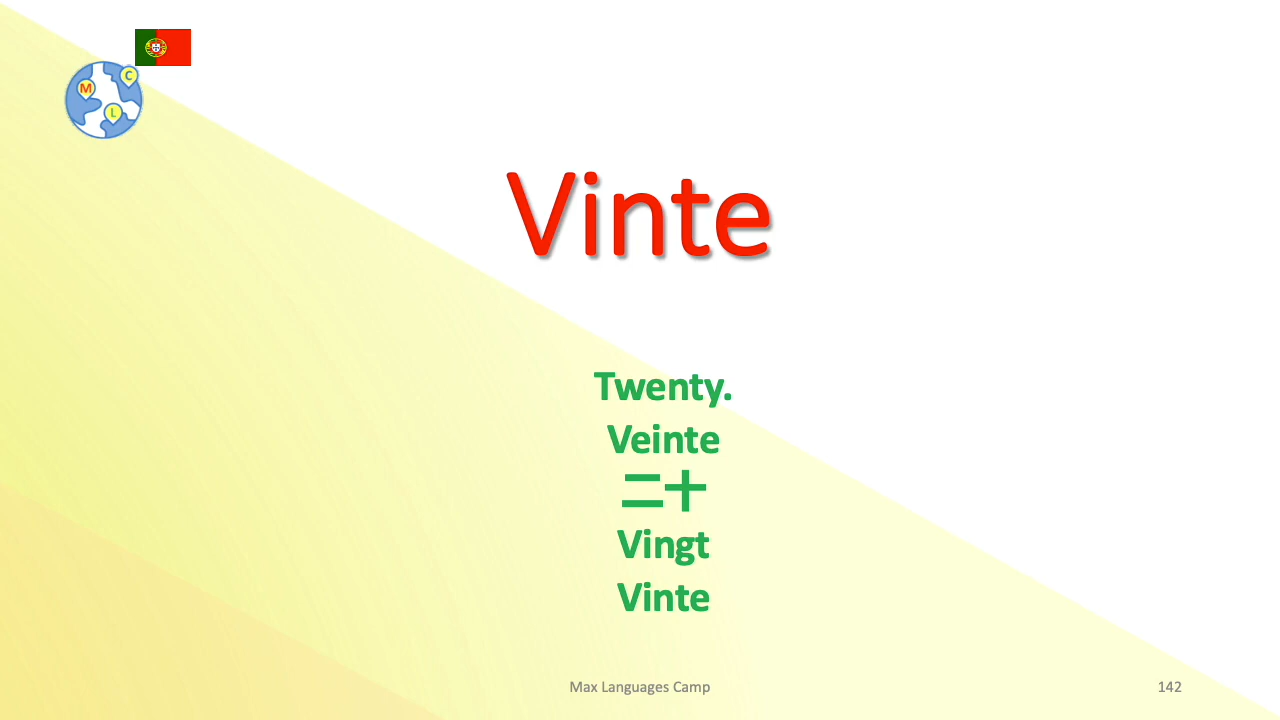 C
M
L
Vinte
Twenty.
Veinte
二十
Vingt
Vinte
Max Languages Camp
142